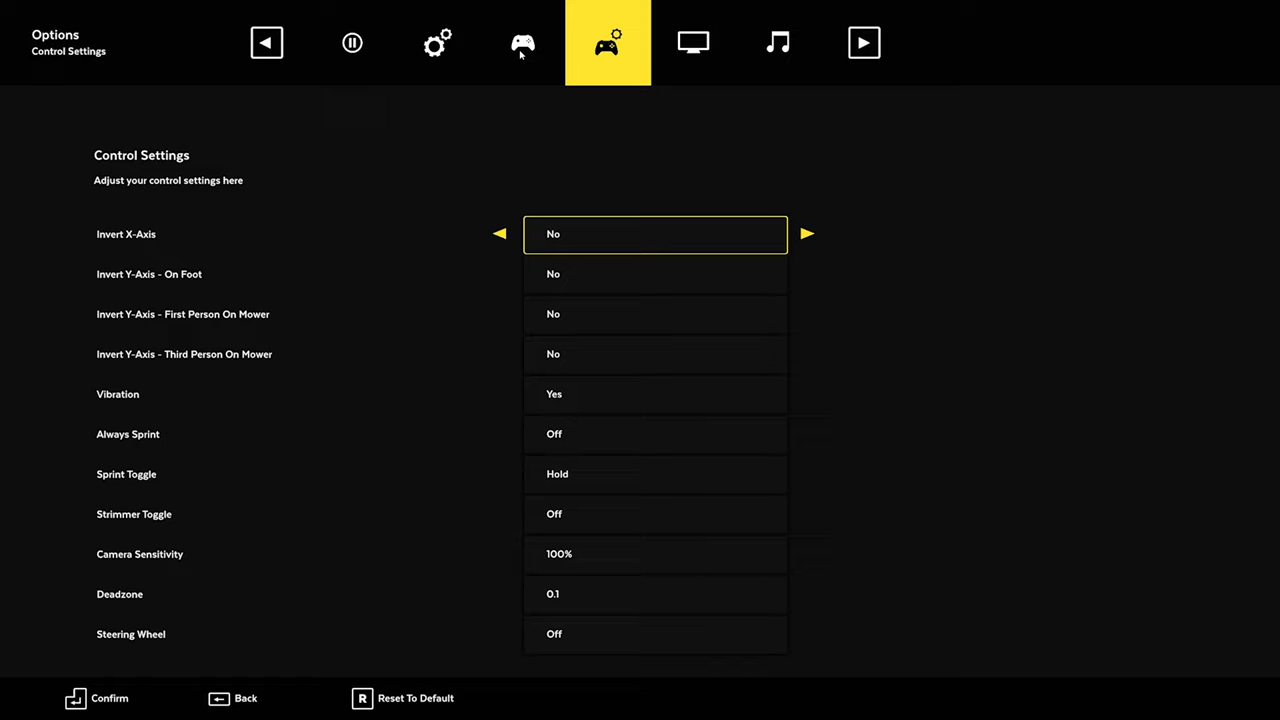 Options
Control Settings
Control Settings
Adjust your control settings here
Invert X-Axis No
Invert Y-Axis - On Foot No
Invert Y-Axis - First Person On Mower No
Invert Y-Axis - Third Person On Mower No
Vibration Yes
Always Sprint Off
Sprint Toggle Hold
Strimmer Toggle Off
Camera Sensitivity 100%
Deadzone 0.1
Steering Wheel Off
Confirm Back R Reset To Default